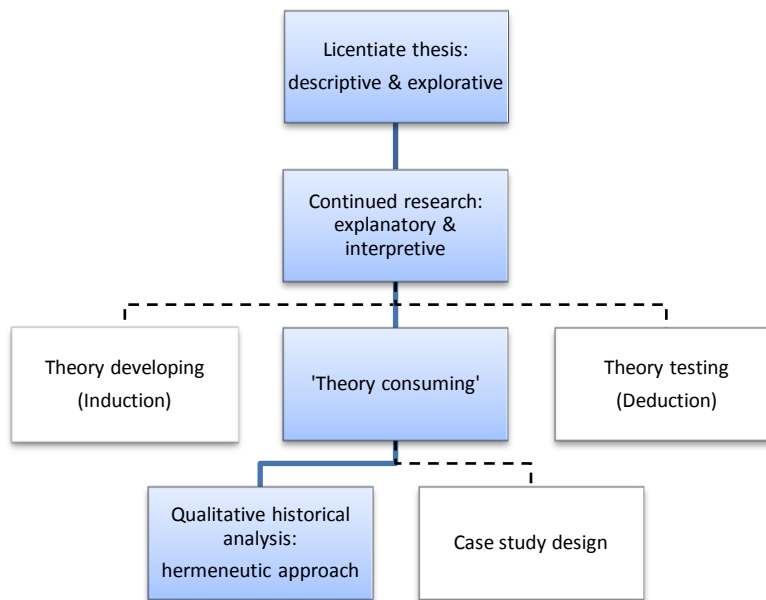 Licentiate thesis:
descriptive & explorative
Continued research:
explanatory &
interpretive
Theory developing
(Induction)
'Theory consuming'
Theory testing
(Deduction)
Qualitative historical
analysis:
hermeneutic approach
Case study design